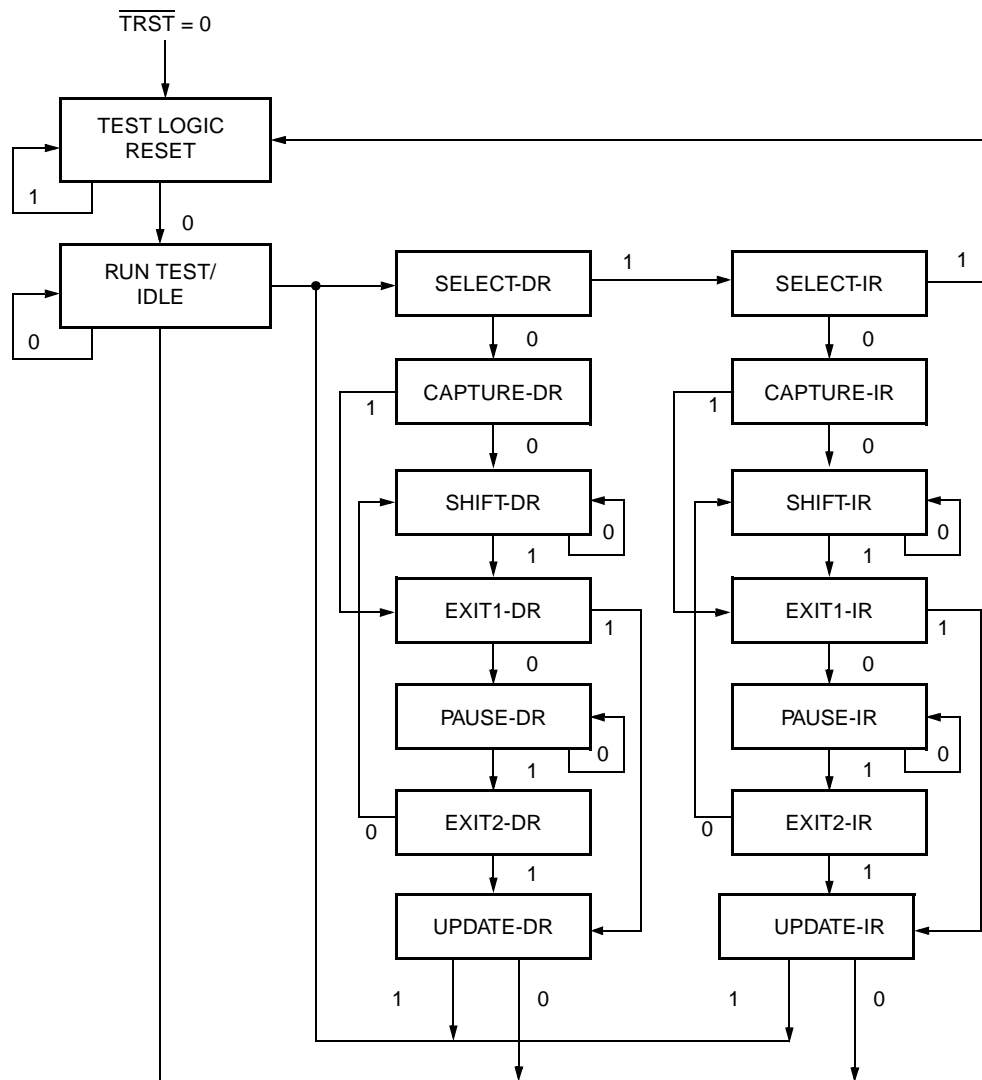 TRST = 0
TEST LOGIC
RESET
1
0
RUN TEST/
IDLE
0
SELECT-DR
1
SELECT-IR
1
0
0
CAPTURE-DR
1
0
CAPTURE-IR
1
0
SHIFT-DR
0
1
SHIFT-IR
0
1
EXIT1-DR
1
0
EXIT1-IR
1
0
PAUSE-DR
0
1
PAUSE-IR
0
1
EXIT2-DR
0
1
EXIT2-IR
0
1
UPDATE-DR
1
0
UPDATE-IR
1
0